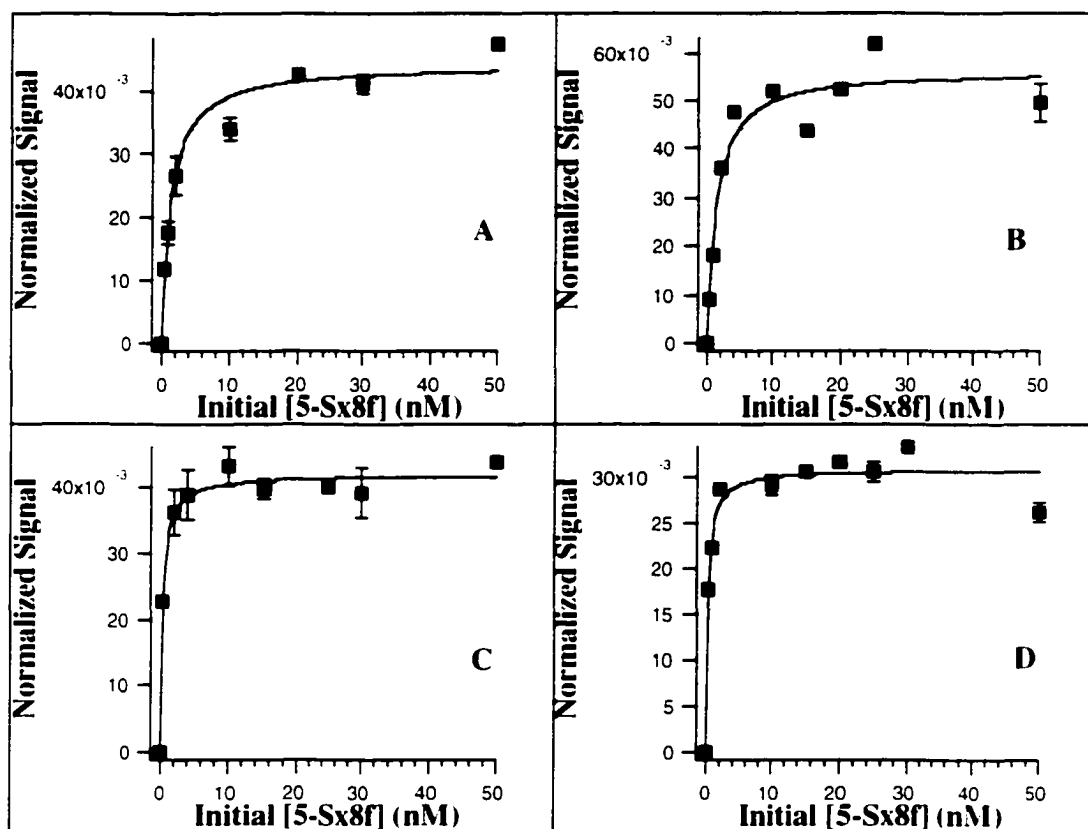 Normalized Signal
40x10 -3
30
20
10
0
A
0 10 20 30 40 50
Initial [5-Sx8f] (nM)
Normalized Signal
60x10 -3
50
40
30
20
10
0
B
0 10 20 30 40 50
Initial [5-Sx8f] (nM)
Normalized Signal
40x10 -3
30
20
10
0
C
0 10 20 30 40 50
Initial [5-Sx8f] (nM)
Normalized Signal
30x10 -3
25
20
15
10
5
0
D
0 10 20 30 40 50
Initial [5-Sx8f] (nM)